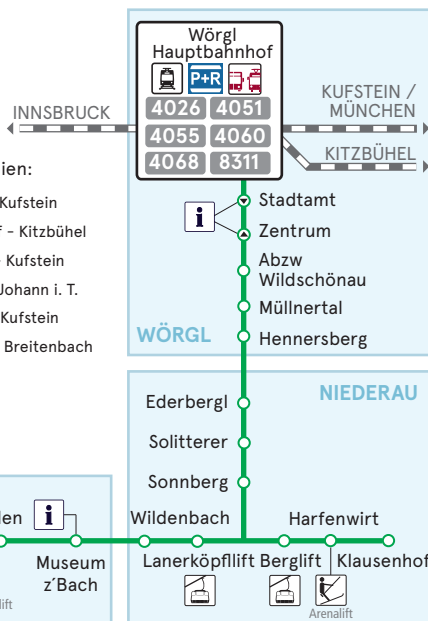 Wörgl
Hauptbahnhof
P+R
4026 4051
4055 4060
4068 8311
INNSBRUCK
KUFSTEIN /
MÜNCHEN
KITZBÜHEL
ien:
Kufstein
- Kitzbühel
Kufstein
Johann i. T.
Kufstein
Breitenbach
i
Stadtamt
Zentrum
Abzw
Wildschönau
Müllnertal
Hennersberg
WÖRGL
NIEDERAU
Ederbergl
Solitterer
Sonnberg
len
i
Wildenbach
Harfenwirt
Museum
z´Bach
Lanerköpfllift Berglift Klausenhof
lift
Arenalift